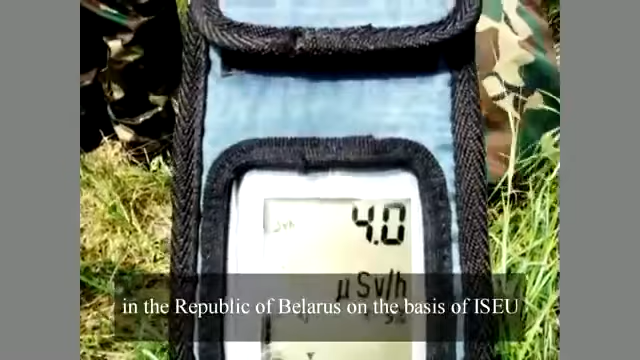 4.0
μSv/h
in the Republic of Belarus on the basis of ISEU